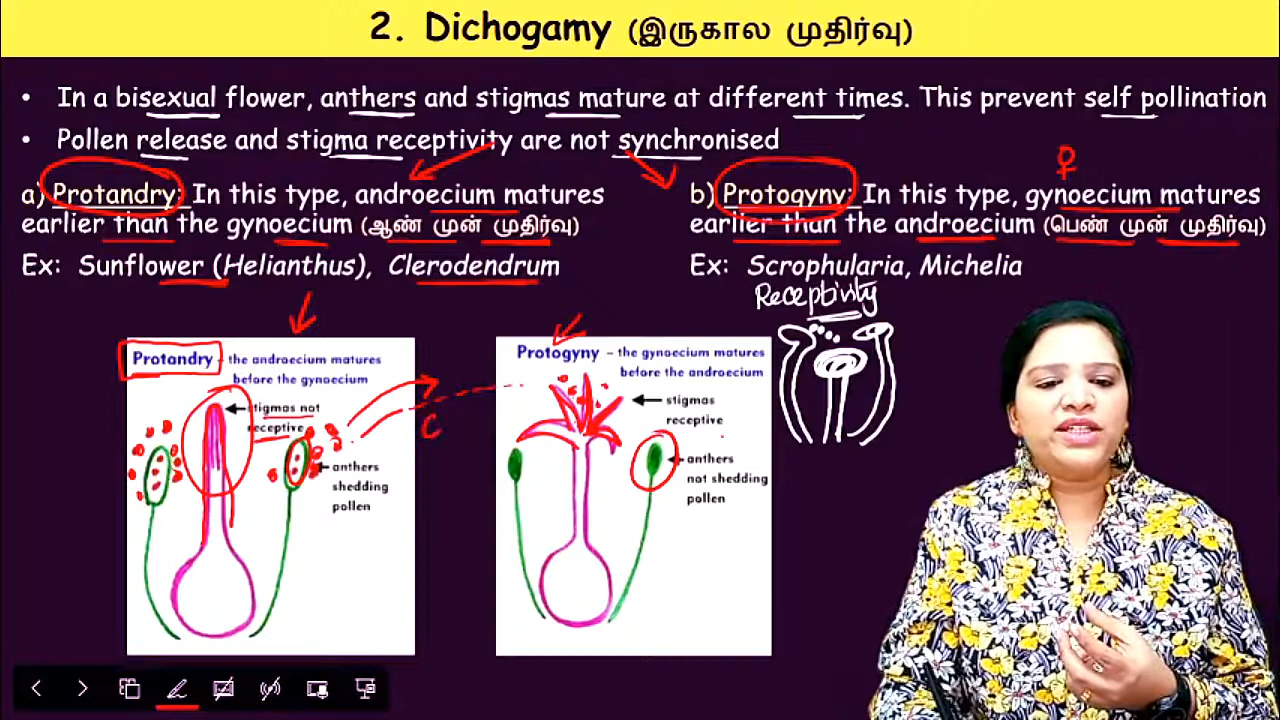 2. Dichogamy (இருகால முதிர்வு)
• In a bisexual flower, anthers and stigmas mature at different times. This prevent self pollination
• Pollen release and stigma receptivity are not synchronised
a) Protandry: In this type, androecium matures
earlier than the gynoecium (ஆண் முன் முதிர்வு)
Ex: Sunflower (Helianthus), Clerodendrum
b) Protogyny: In this type, gynoecium matures
earlier than the androecium (பெண் முன் முதிர்வு)
Ex: Scrophularia, Michelia
Receptivity
Protandry – the androecium matures
before the gynoecium
stigmas not
receptive
anthers
shedding
pollen
C
Protogyny – the gynoecium matures
before the androecium
stigmas
receptive
anthers
not shedding
pollen